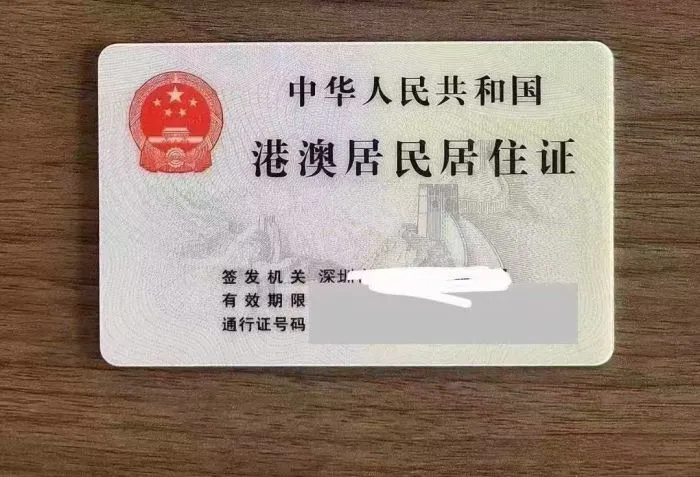 中华人民共和国
港澳居民居住证
签发机关 深圳
有效期限
通行证号码